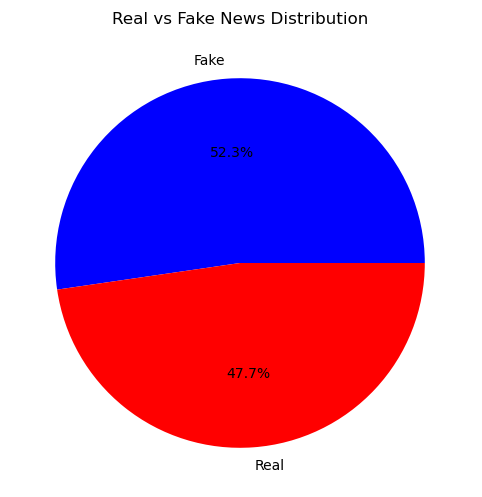 Real vs Fake News Distribution
Fake
52.3%
47.7%
Real